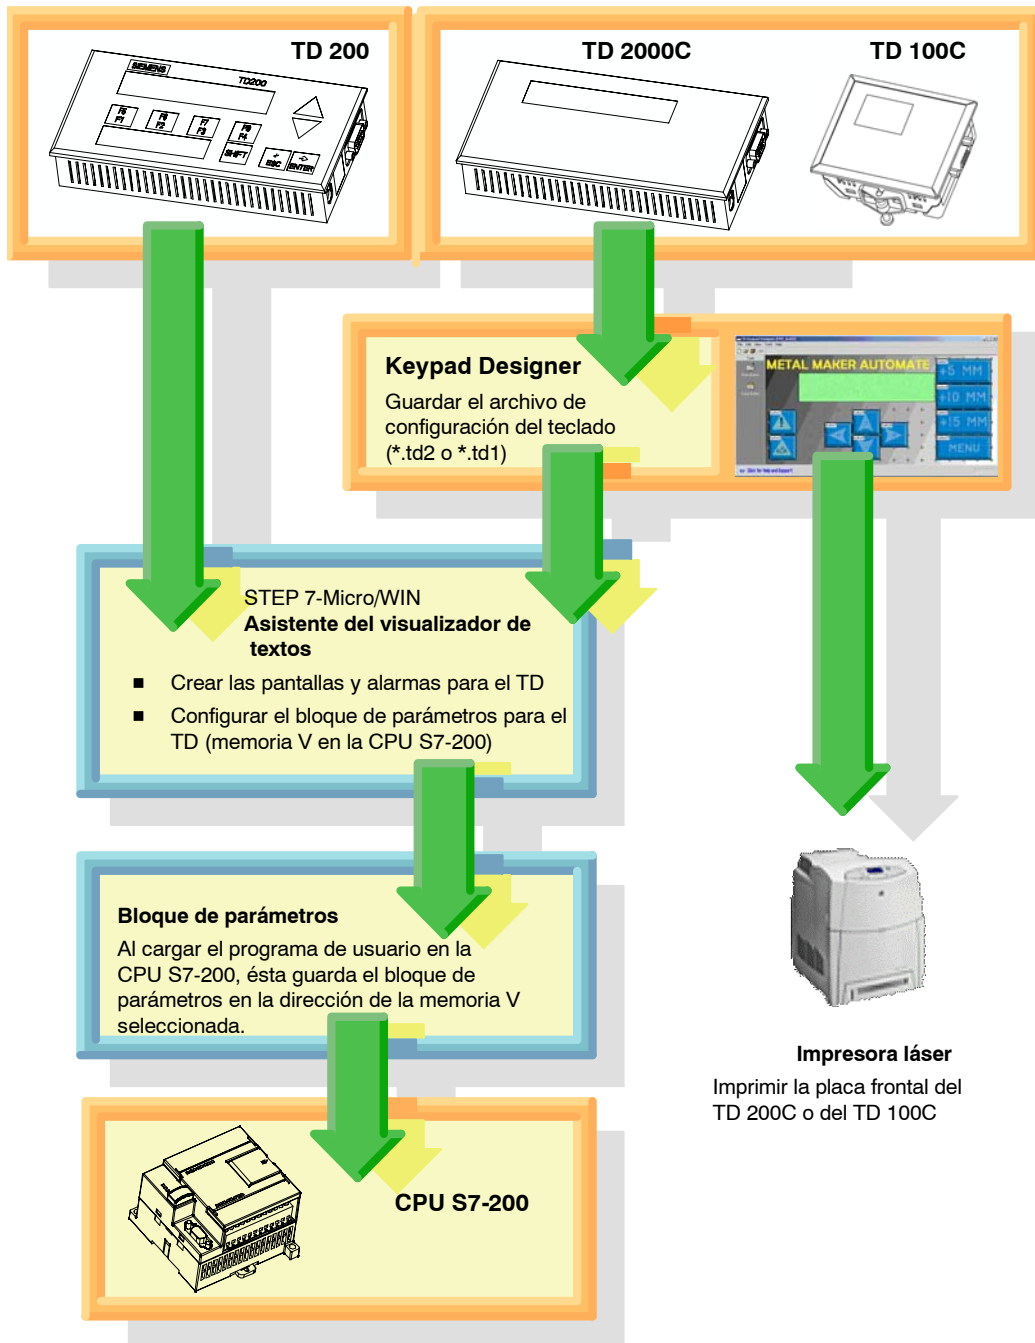 TD 200
TD 2000C
TD 100C
SIEMENS
TD200
F5
F1
F6
F2
F7
F3
F8
F4
SHIFT
ESC
ENTER
Keypad Designer
Guardar el archivo de
configuración del teclado
(*.td2 o *.td1)
METAL MAKER AUTOMATE
+5 MM
+10 MM
+15 MM
MENU
Click for Help and Support
STEP 7-Micro/WIN
Asistente del visualizador de
textos
■ Crear las pantallas y alarmas para el TD
■ Configurar el bloque de parámetros para el
TD (memoria V en la CPU S7-200)
Bloque de parámetros
Al cargar el programa de usuario en la
CPU S7-200, ésta guarda el bloque de
parámetros en la dirección de la memoria V
seleccionada.
Impresora láser
Imprimir la placa frontal del
TD 200C o del TD 100C
CPU S7-200